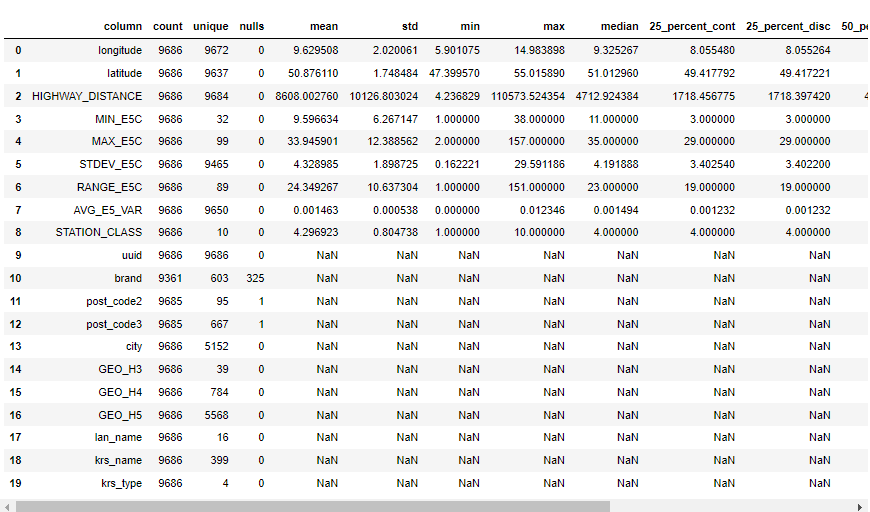 column count unique nulls mean std min max median 25_percent_cont 25_percent_disc 50_pe
0 longitude 9686 9672 0 9.629508 2.020061 5.901075 14.983898 9.325267 8.055480 8.055264
1 latitude 9686 9637 0 50.876110 1.748484 47.399570 55.015890 51.012960 49.417792 49.417221
2 HIGHWAY_DISTANCE 9686 9684 0 8608.002760 10126.803024 4.236829 110573.524354 4712.924384 1718.456775 1718.397420 4
3 MIN_E5C 9686 32 0 9.596634 6.267147 1.000000 38.000000 11.000000 3.000000 3.000000
4 MAX_E5C 9686 99 0 33.945901 12.388562 2.000000 157.000000 35.000000 29.000000 29.000000
5 STDEV_E5C 9686 9465 0 4.328985 1.898725 0.162221 29.591186 4.191888 3.402540 3.402200
6 RANGE_E5C 9686 89 0 24.349267 10.637304 1.000000 151.000000 23.000000 19.000000 19.000000
7 AVG_E5_VAR 9686 9650 0 0.001463 0.000538 0.000000 0.012346 0.001494 0.001232 0.001232
8 STATION_CLASS 9686 10 0 4.296923 0.804738 1.000000 10.000000 4.000000 4.000000 4.000000
9 uuid 9686 9686 0 NaN NaN NaN NaN NaN NaN NaN
10 brand 9361 603 325 NaN NaN NaN NaN NaN NaN NaN
11 post_code2 9685 95 1 NaN NaN NaN NaN NaN NaN NaN
12 post_code3 9685 667 1 NaN NaN NaN NaN NaN NaN NaN
13 city 9686 5152 0 NaN NaN NaN NaN NaN NaN NaN
14 GEO_H3 9686 39 0 NaN NaN NaN NaN NaN NaN NaN
15 GEO_H4 9686 784 0 NaN NaN NaN NaN NaN NaN NaN
16 GEO_H5 9686 5568 0 NaN NaN NaN NaN NaN NaN NaN
17 lan_name 9686 16 0 NaN NaN NaN NaN NaN NaN NaN
18 krs_name 9686 399 0 NaN NaN NaN NaN NaN NaN NaN
19 krs_type 9686 4 0 NaN NaN NaN NaN NaN NaN NaN